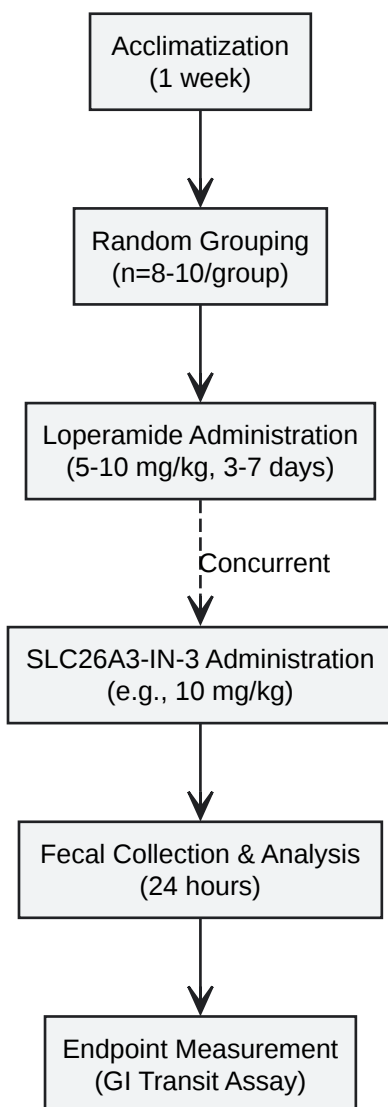 Acclimatization
(1 week)
Random Grouping
(n=8-10/group)
Loperamide Administration
(5-10 mg/kg, 3-7 days)
Concurrent
SLC26A3-IN-3 Administration
(e.g., 10 mg/kg)
Fecal Collection & Analysis
(24 hours)
Endpoint Measurement
(GI Transit Assay)